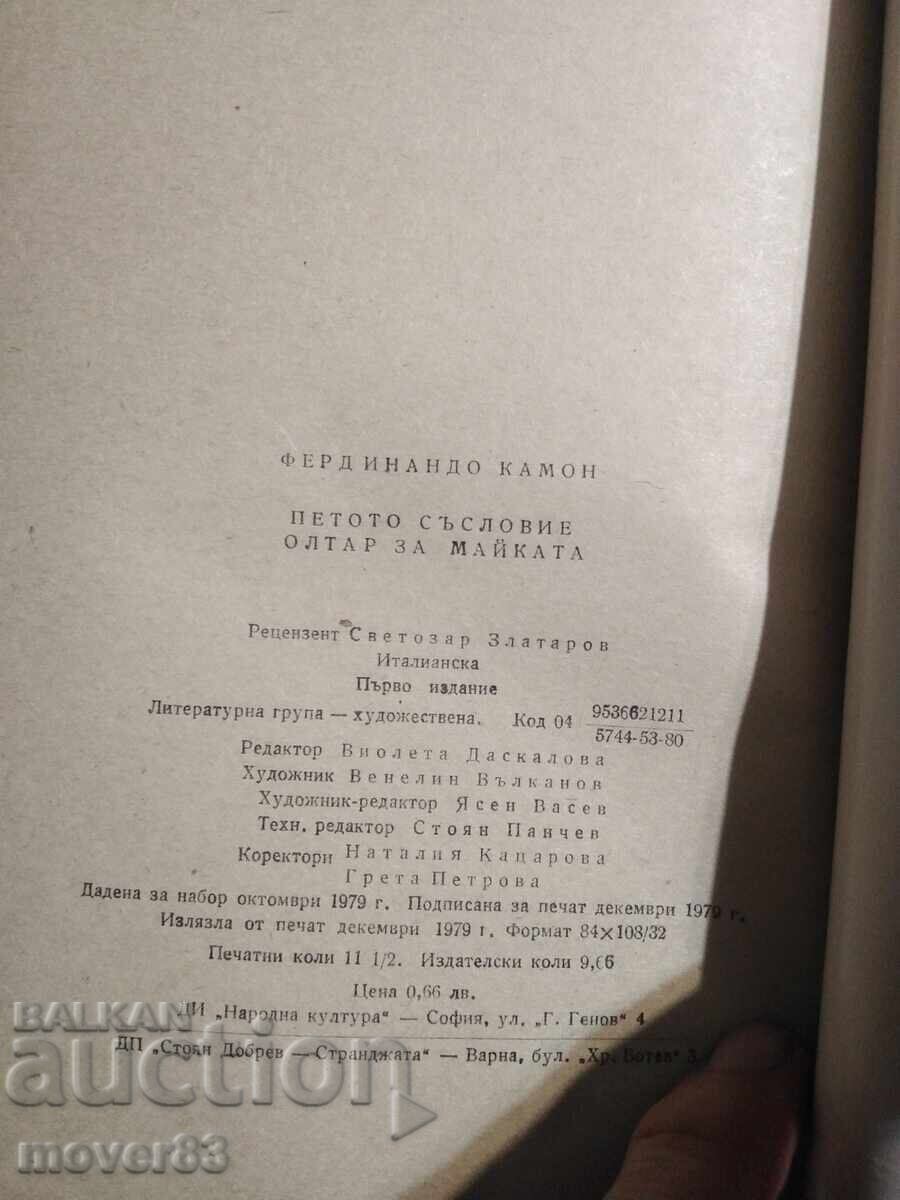 ФЕРДИНАНДО КАМОН
ПЕТОТО СЪСЛОВИЕ
ОЛТАР ЗА МАЙКАТА
Рецензент Светозар Златаров
Италианска
Първо издание
Литературна група — художествена. Код 04 9536621211
5744-53-80
Редактор Виолета Даскалова
Художник Венелин Вълканов
Художник-редактор Ясен Васев
Техн. редактор Стоян Панчев
Коректори Наталия Кацарова
Грета Петрова
Дадена за набор октомври 1979 г. Подписана за печат декември 1979 г.
Излязла от печат декември 1979 г. Формат 84×108/32
Печатни коли 11 1/2. Издателски коли 9,66
Цена 0,66 лв.
ДИ „Народна култура“ — София, ул. „Г. Генов“ 4
ДП „Стоян Добрев — Странджата“ — Варна, бул. „Хр. Ботев“ 3
BALKAN
auction
mover83